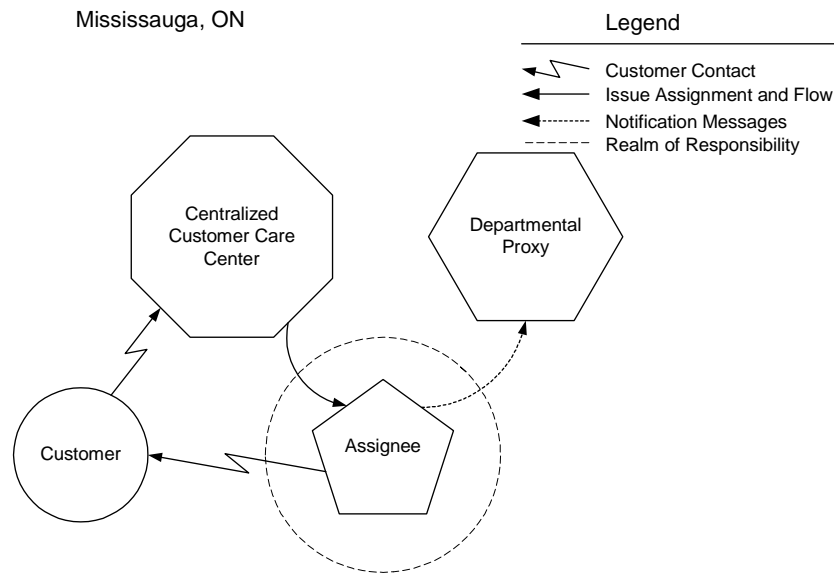 Mississauga, ON
Legend
Customer Contact
Issue Assignment and Flow
Notification Messages
Realm of Responsibility
Centralized
Customer Care
Center
Departmental
Proxy
Customer
Assignee